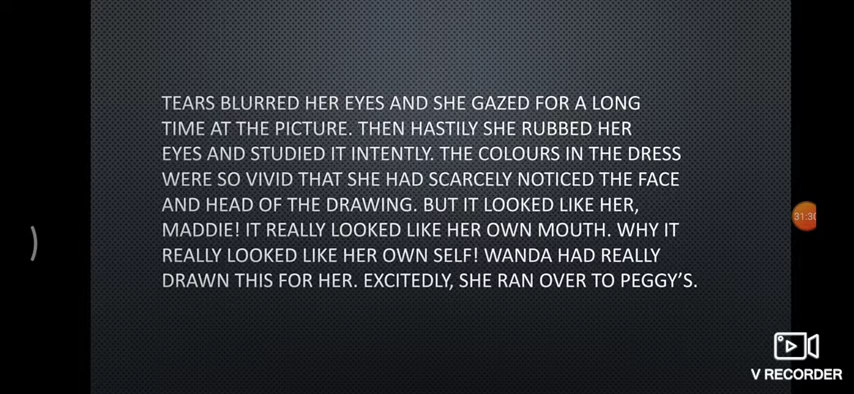 TEARS BLURRED HER EYES AND SHE GAZED FOR A LONG
TIME AT THE PICTURE. THEN HASTILY SHE RUBBED HER
EYES AND STUDIED IT INTENTLY. THE COLOURS IN THE DRESS
WERE SO VIVID THAT SHE HAD SCARCELY NOTICED THE FACE
AND HEAD OF THE DRAWING. BUT IT LOOKED LIKE HER,
MADDIE! IT REALLY LOOKED LIKE HER OWN MOUTH. WHY IT
REALLY LOOKED LIKE HER OWN SELF! WANDA HAD REALLY
DRAWN THIS FOR HER. EXCITEDLY, SHE RAN OVER TO PEGGY'S.
31:30
V RECORDER